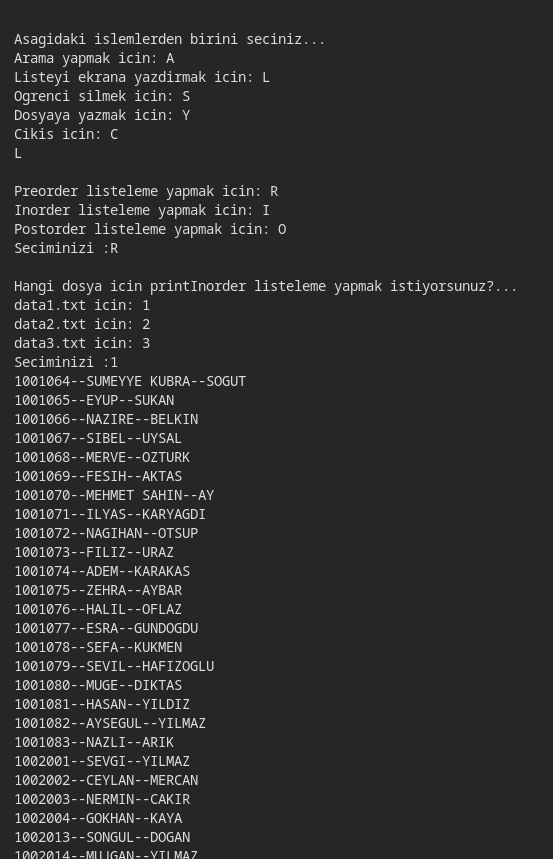 Asagidaki islemlerden birini seciniz...
Arama yapmak icin: A
Listeyi ekrana yazdirmak icin: L
Ogrenci silmek icin: S
Dosyaya yazmak icin: Y
Cikis icin: C
L
Preorder listeleme yapmak icin: R
Inorder listeleme yapmak icin: I
Postorder listeleme yapmak icin: O
Seciminizi :R
Hangi dosya icin printInorder listeleme yapmak istiyorsunuz?...
data1.txt icin: 1
data2.txt icin: 2
data3.txt icin: 3
Seciminizi :1
1001064--SUMEYYE KUBRA--SOGUT
1001065--EYUP--SUKAN
1001066--NAZIRE--BELKIN
1001067--SIBEL--UYSAL
1001068--MERVE--OZTURK
1001069--FESIH--AKTAS
1001070--MEHMET SAHIN--AY
1001071--ILYAS--KARYAGDI
1001072--NAGIHAN--OTSUP
1001073--FILIZ--URAZ
1001074--ADEM--KARAKAS
1001075--ZEHRA--AYBAR
1001076--HALIL--OFLAZ
1001077--ESRA--GUNDOGDU
1001078--SEFA--KUKMEN
1001079--SEVIL--HAFIZOGLU
1001080--MUGE--DIKTAS
1001081--HASAN--YILDIZ
1001082--AYSEGUL--YILMAZ
1001083--NAZLI--ARIK
1002001--SEVGI--YILMAZ
1002002--CEYLAN--MERCAN
1002003--NERMIN--CAKIR
1002004--GOKHAN--KAYA
1002013--SONGUL--DOGAN
1002014--MUJGAN--YILMAZ